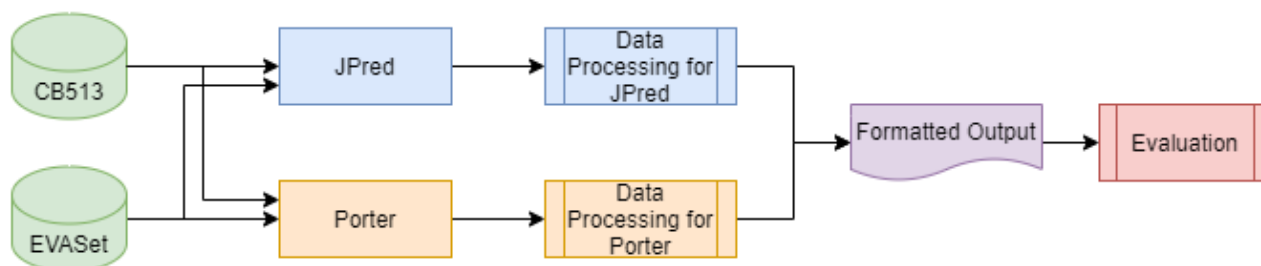 CB513
JPred
Data
Processing for
JPred
Formatted Output
Evaluation
EVASet
Porter
Data
Processing for
Porter